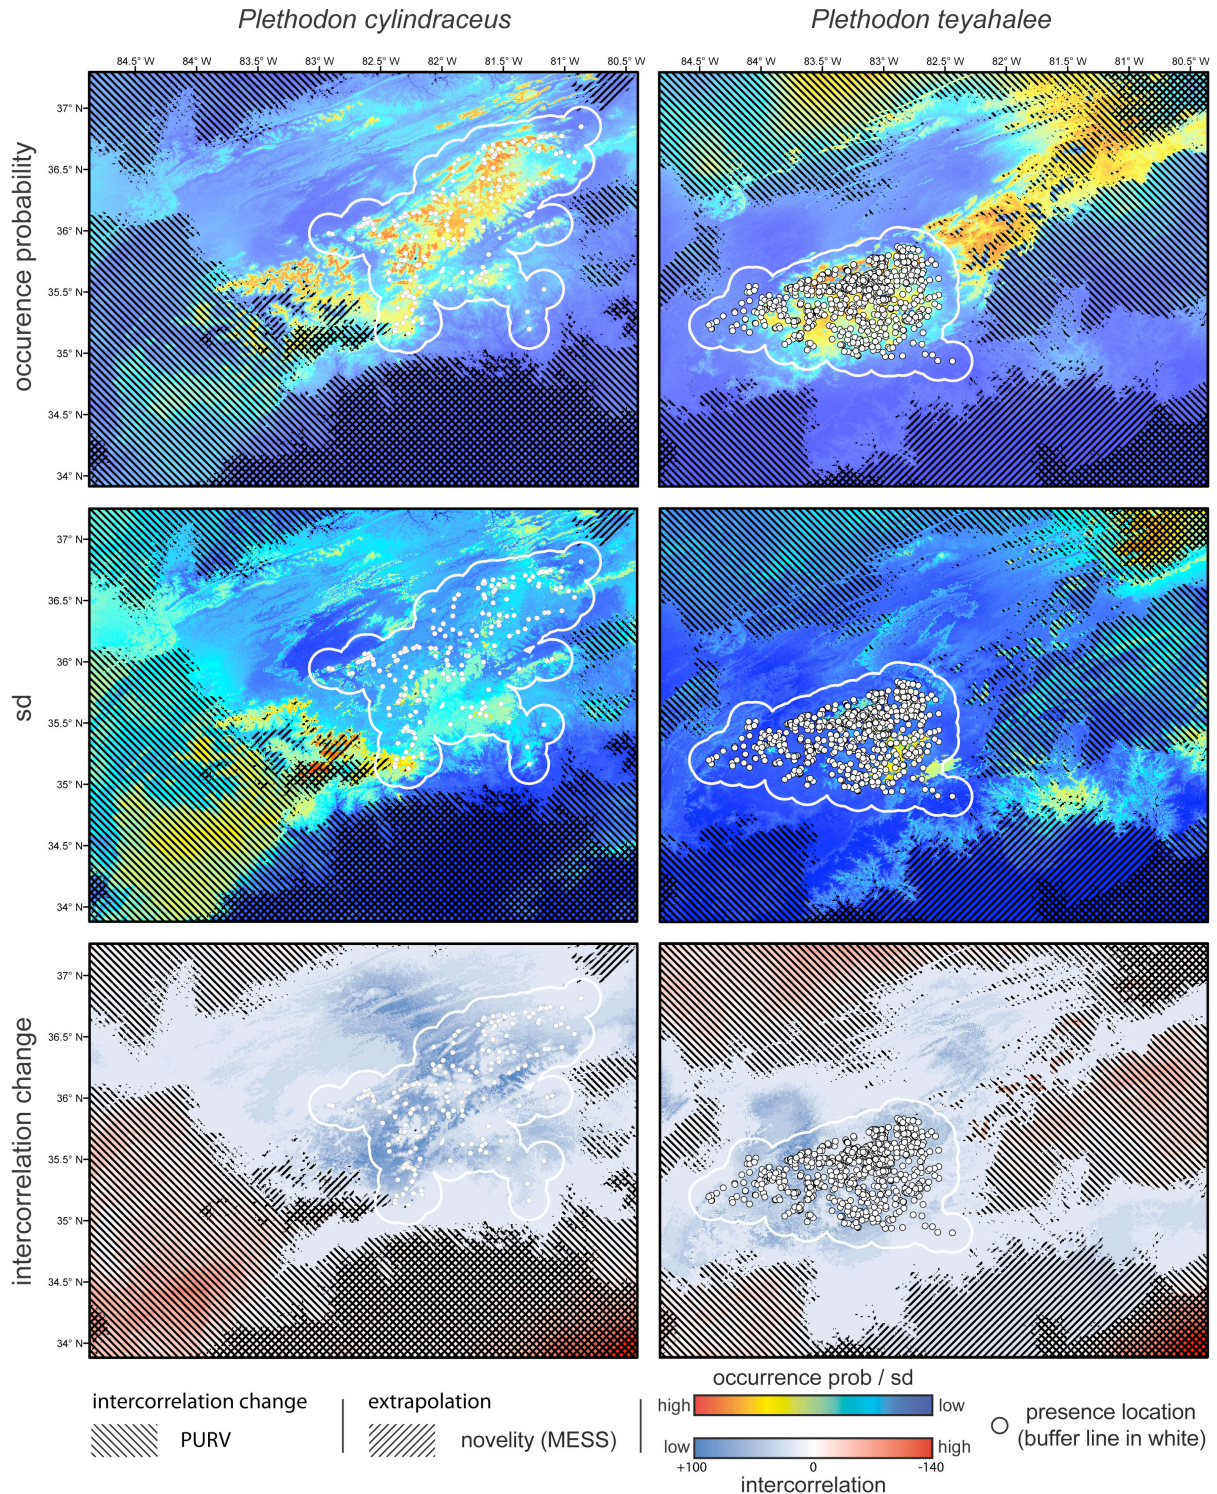 Plethodon cylindraceus Plethodon teyahalee
84.5° W 84° W 83.5° W 83° W 82.5° W 82° W 81.5° W 81° W 80.5° W 84.5° W 84° W 83.5° W 83° W 82.5° W 82° W 81.5° W 81° W 80.5° W
occurence probability
37° N
36.5° N
36° N
35.5° N
35° N
34.5° N
34° N
sd
37° N
36.5° N
36° N
35.5° N
35° N
34.5° N
34° N
intercorrelation change
37° N
36.5° N
36° N
35.5° N
35° N
34.5° N
34° N
intercorrelation change
PURV
extrapolation
novelity (MESS)
occurrence prob / sd
high low
low high
+100 0 -140
intercorrelation
presence location
(buffer line in white)